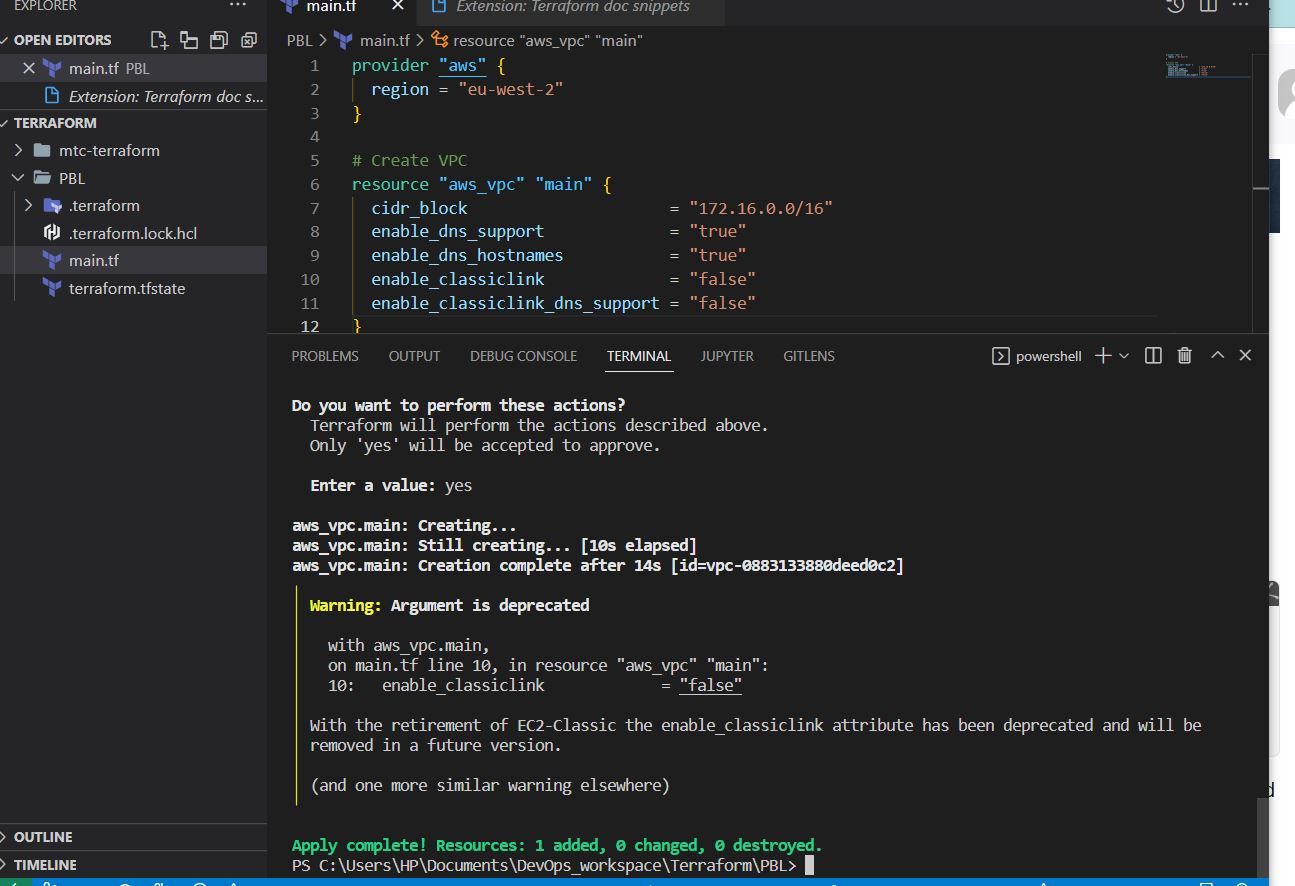 EXPLORER
OPEN EDITORS
main.tf PBL
Extension: Terraform doc s...
TERRAFORM
mtc-terraform
PBL
.terraform
.terraform.lock.hcl
main.tf
terraform.tfstate
OUTLINE
TIMELINE
main.tf
Extension: Terraform doc snippets
PBL > main.tf > resource "aws_vpc" "main"
1 provider "aws" {
2 region = "eu-west-2"
3 }
4
5 # Create VPC
6 resource "aws_vpc" "main" {
7 cidr_block = "172.16.0.0/16"
8 enable_dns_support = "true"
9 enable_dns_hostnames = "true"
10 enable_classiclink = "false"
11 enable_classiclink_dns_support = "false"
12 }
PROBLEMS OUTPUT DEBUG CONSOLE TERMINAL JUPYTER GITLENS powershell
Do you want to perform these actions?
Terraform will perform the actions described above.
Only 'yes' will be accepted to approve.
Enter a value: yes
aws_vpc.main: Creating...
aws_vpc.main: Still creating... [10s elapsed]
aws_vpc.main: Creation complete after 14s [id=vpc-0883133880deed0c2]
Warning: Argument is deprecated
with aws_vpc.main,
on main.tf line 10, in resource "aws_vpc" "main":
10: enable_classiclink = "false"
With the retirement of EC2-Classic the enable_classiclink attribute has been deprecated and will be
removed in a future version.
(and one more similar warning elsewhere)
Apply complete! Resources: 1 added, 0 changed, 0 destroyed.
PS C:\Users\HP\Documents\DevOps_workspace\Terraform\PBL>